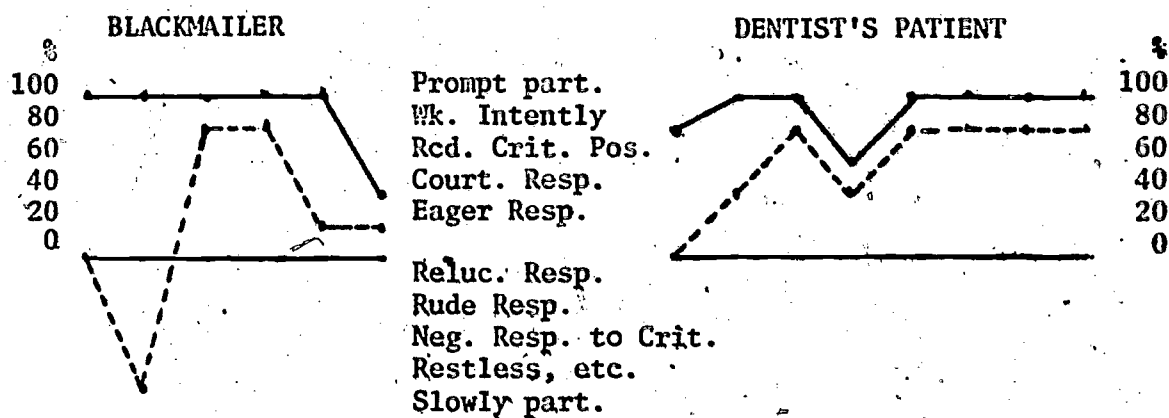 BLACKMAILER
DENTIST'S PATIENT
%
100
80
60
40
20
0
Prompt part.
Wk. Intently
Rcd. Crit. Pos.
Court. Resp.
Eager Resp.
Reluc. Resp.
Rude Resp.
Neg. Resp. to Crit.
Restless, etc.
Slowly part.
%
100
80
60
40
20
0